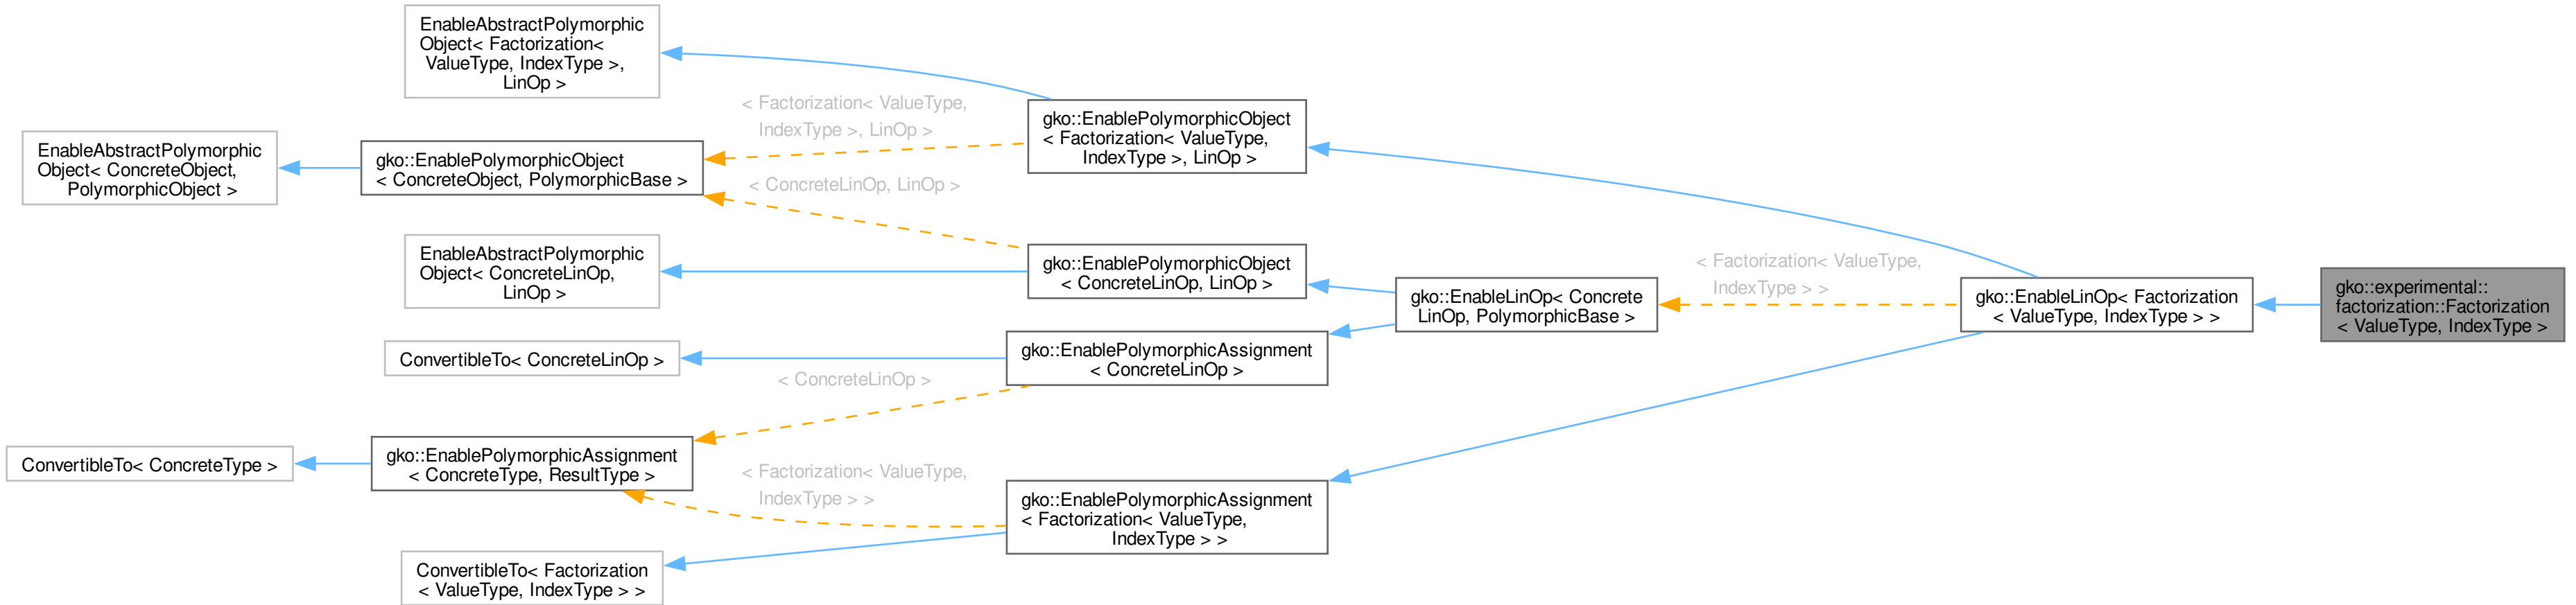 EnableAbstractPolymorphic
Object< Factorization<
ValueType, IndexType >,
LinOp >
< Factorization< ValueType,
IndexType >, LinOp >
gko::EnablePolymorphicObject
< Factorization< ValueType,
IndexType >, LinOp >
EnableAbstractPolymorphic
Object< ConcreteObject,
PolymorphicObject >
gko::EnablePolymorphicObject
< ConcreteObject, PolymorphicBase >
< ConcreteLinOp, LinOp >
EnableAbstractPolymorphic
Object< ConcreteLinOp,
LinOp >
gko::EnablePolymorphicObject
< ConcreteLinOp, LinOp >
gko::EnableLinOp< Concrete
LinOp, PolymorphicBase >
< Factorization< ValueType,
IndexType > >
gko::EnableLinOp< Factorization
< ValueType, IndexType > >
gko::experimental::
factorization::Factorization
< ValueType, IndexType >
ConvertibleTo< ConcreteLinOp >
gko::EnablePolymorphicAssignment
< ConcreteLinOp >
< ConcreteLinOp >
ConvertibleTo< ConcreteType >
gko::EnablePolymorphicAssignment
< ConcreteType, ResultType >
< Factorization< ValueType,
IndexType > >
gko::EnablePolymorphicAssignment
< Factorization< ValueType,
IndexType > >
ConvertibleTo< Factorization
< ValueType, IndexType > >